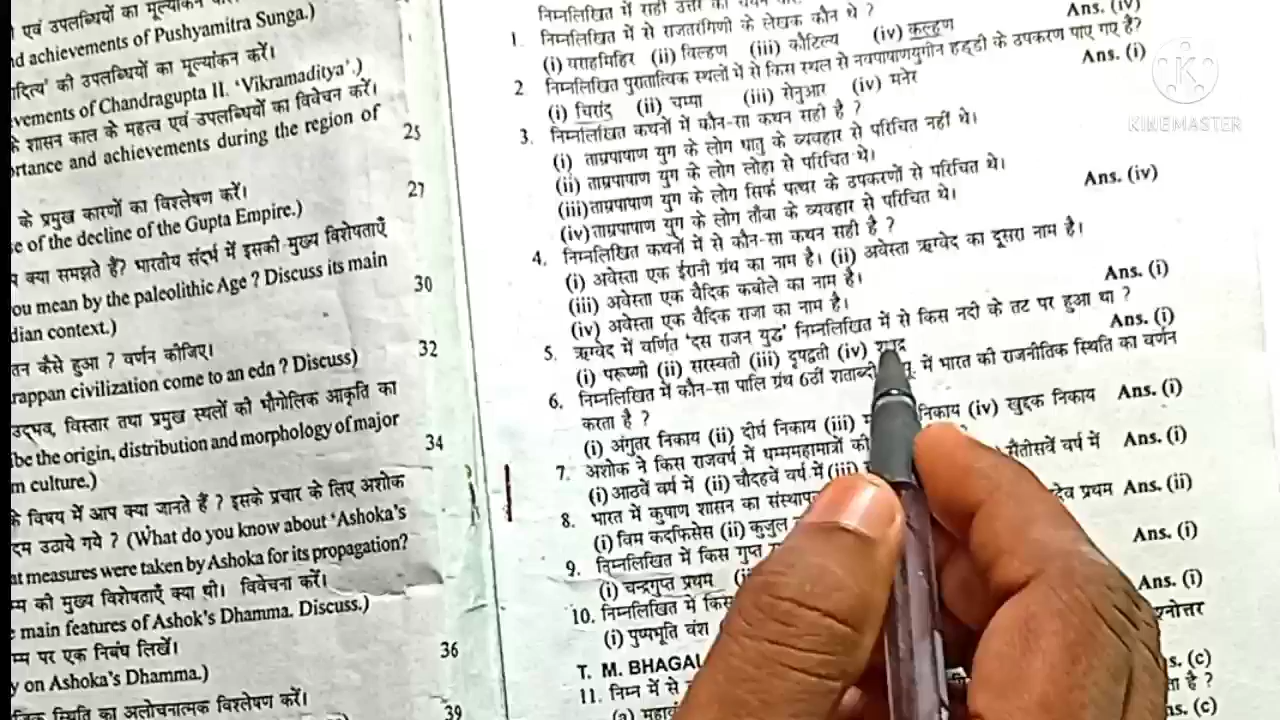 एवं उपलब्धियों का मूल्यांकन
nd achievements of Pushyamitra Sunga.)
दित्य' की उपलब्धियों का मूल्यांकन करें।
vements of Chandragupta II. 'Vikramaditya'.)
के शासन काल के महत्व एवं उपलब्धियों का विवेचन करें।
rtance and achievements during the region of
25
के प्रमुख कारणों का विश्लेषण करें।
27
e of the decline of the Gupta Empire.)
क्या समझते हैं? भारतीय संदर्भ में इसकी मुख्य विशेषताएँ
ou mean by the paleolithic Age ? Discuss its main
30
dian context.)
तन कैसे हुआ ? वर्णन कीजिए।
32
rappan civilization come to an edn ? Discuss)
उद्भव, विस्तार तथा प्रमुख स्थलों की भौगोलिक आकृति का
ibe the origin, distribution and morphology of major
34
n culture.)
के विषय में आप क्या जानते हैं ? इसके प्रचार के लिए अशोक
दम उठाये गये ? (What do you know about 'Ashoka's
at measures were taken by Ashoka for its propagation?
म्म की मुख्य विशेषताएँ क्या थी। विवेचना करें।
e main features of Ashok's Dhamma. Discuss.)
म्म पर एक निबंध लिखें।
36
y on Ashoka's Dhamma.)
जिक स्थिति का अलोचनात्मक विश्लेषण करें।
39
निम्नलिखित में सही उत्तर का
1. निम्नलिखित में से राजतरंगिणी के लेखक कौन थे ? Ans. (iv)
(i) वराहमिहिर (ii) विल्हण (iii) कौटिल्य (iv) कल्हण
2 निम्नलिखित पुरातात्विक स्थलों में से किस स्थल से नवपाषाणयुगीन हड्डी के उपकरण पाए गए है?
(i) चिरांद (ii) चम्पा (iii) सेनुआर (iv) मनेर Ans. (i)
3. निम्नलिखित कथनों में कौन-सा कथन सही है ?
(i) ताम्रपाषाण युग के लोग धातु के व्यवहार से परिचित नहीं थे।
(ii) ताम्रपाषाण युग के लोग लोहा से परिचित थे।
(iii) ताम्रपाषाण युग के लोग सिर्फ पत्थर के उपकरणों से परिचित थे।
(iv) ताम्रपाषाण युग के लोग ताँबा के व्यवहार से परिचित थे। Ans. (iv)
4. निम्नलिखित कथनों में से कौन-सा कथन सही है ?
(i) अवेस्ता एक ईरानी ग्रंथ का नाम है। (ii) अवेस्ता ऋग्वेद का दूसरा नाम है।
(iii) अवेस्ता एक वैदिक कबीले का नाम है।
(iv) अवेस्ता एक वैदिक राजा का नाम है। Ans. (i)
5. ऋग्वेद में वर्णित 'दस राजन युद्ध' निम्नलिखित में से किस नदी के तट पर हुआ था ?
(i) परूष्णी (ii) सरस्वती (iii) दृषद्वती (iv) Ans. (i)
6. निम्नलिखित में कौन-सा पालि ग्रंथ 6ठीं शताब्दी में भारत की राजनीतिक स्थिति का वर्णन
करता है ?
(i) अंगुतर निकाय (ii) दीर्घ निकाय (iii) निकाय (iv) खुद्दक निकाय Ans. (i)
7. अशोक ने किस राजवर्ष में धम्ममहामात्रों की
(i) आठवें वर्ष में (ii) चौदहवें वर्ष में (iii) सैंतीसवें वर्ष में Ans. (i)
8. भारत में कुषाण शासन का
(i) विम कदफिसेस (ii) कुजुल प्रथम Ans. (ii)
9. निम्नलिखित में किस गुप्त
(i) चन्द्रगुप्त प्रथम Ans. (i)
10. निम्नलिखित में
(i) पुष्पभूति वंश Ans. (i)
T. M. BHAGAL
11. निम्न में से
KINEMASTER